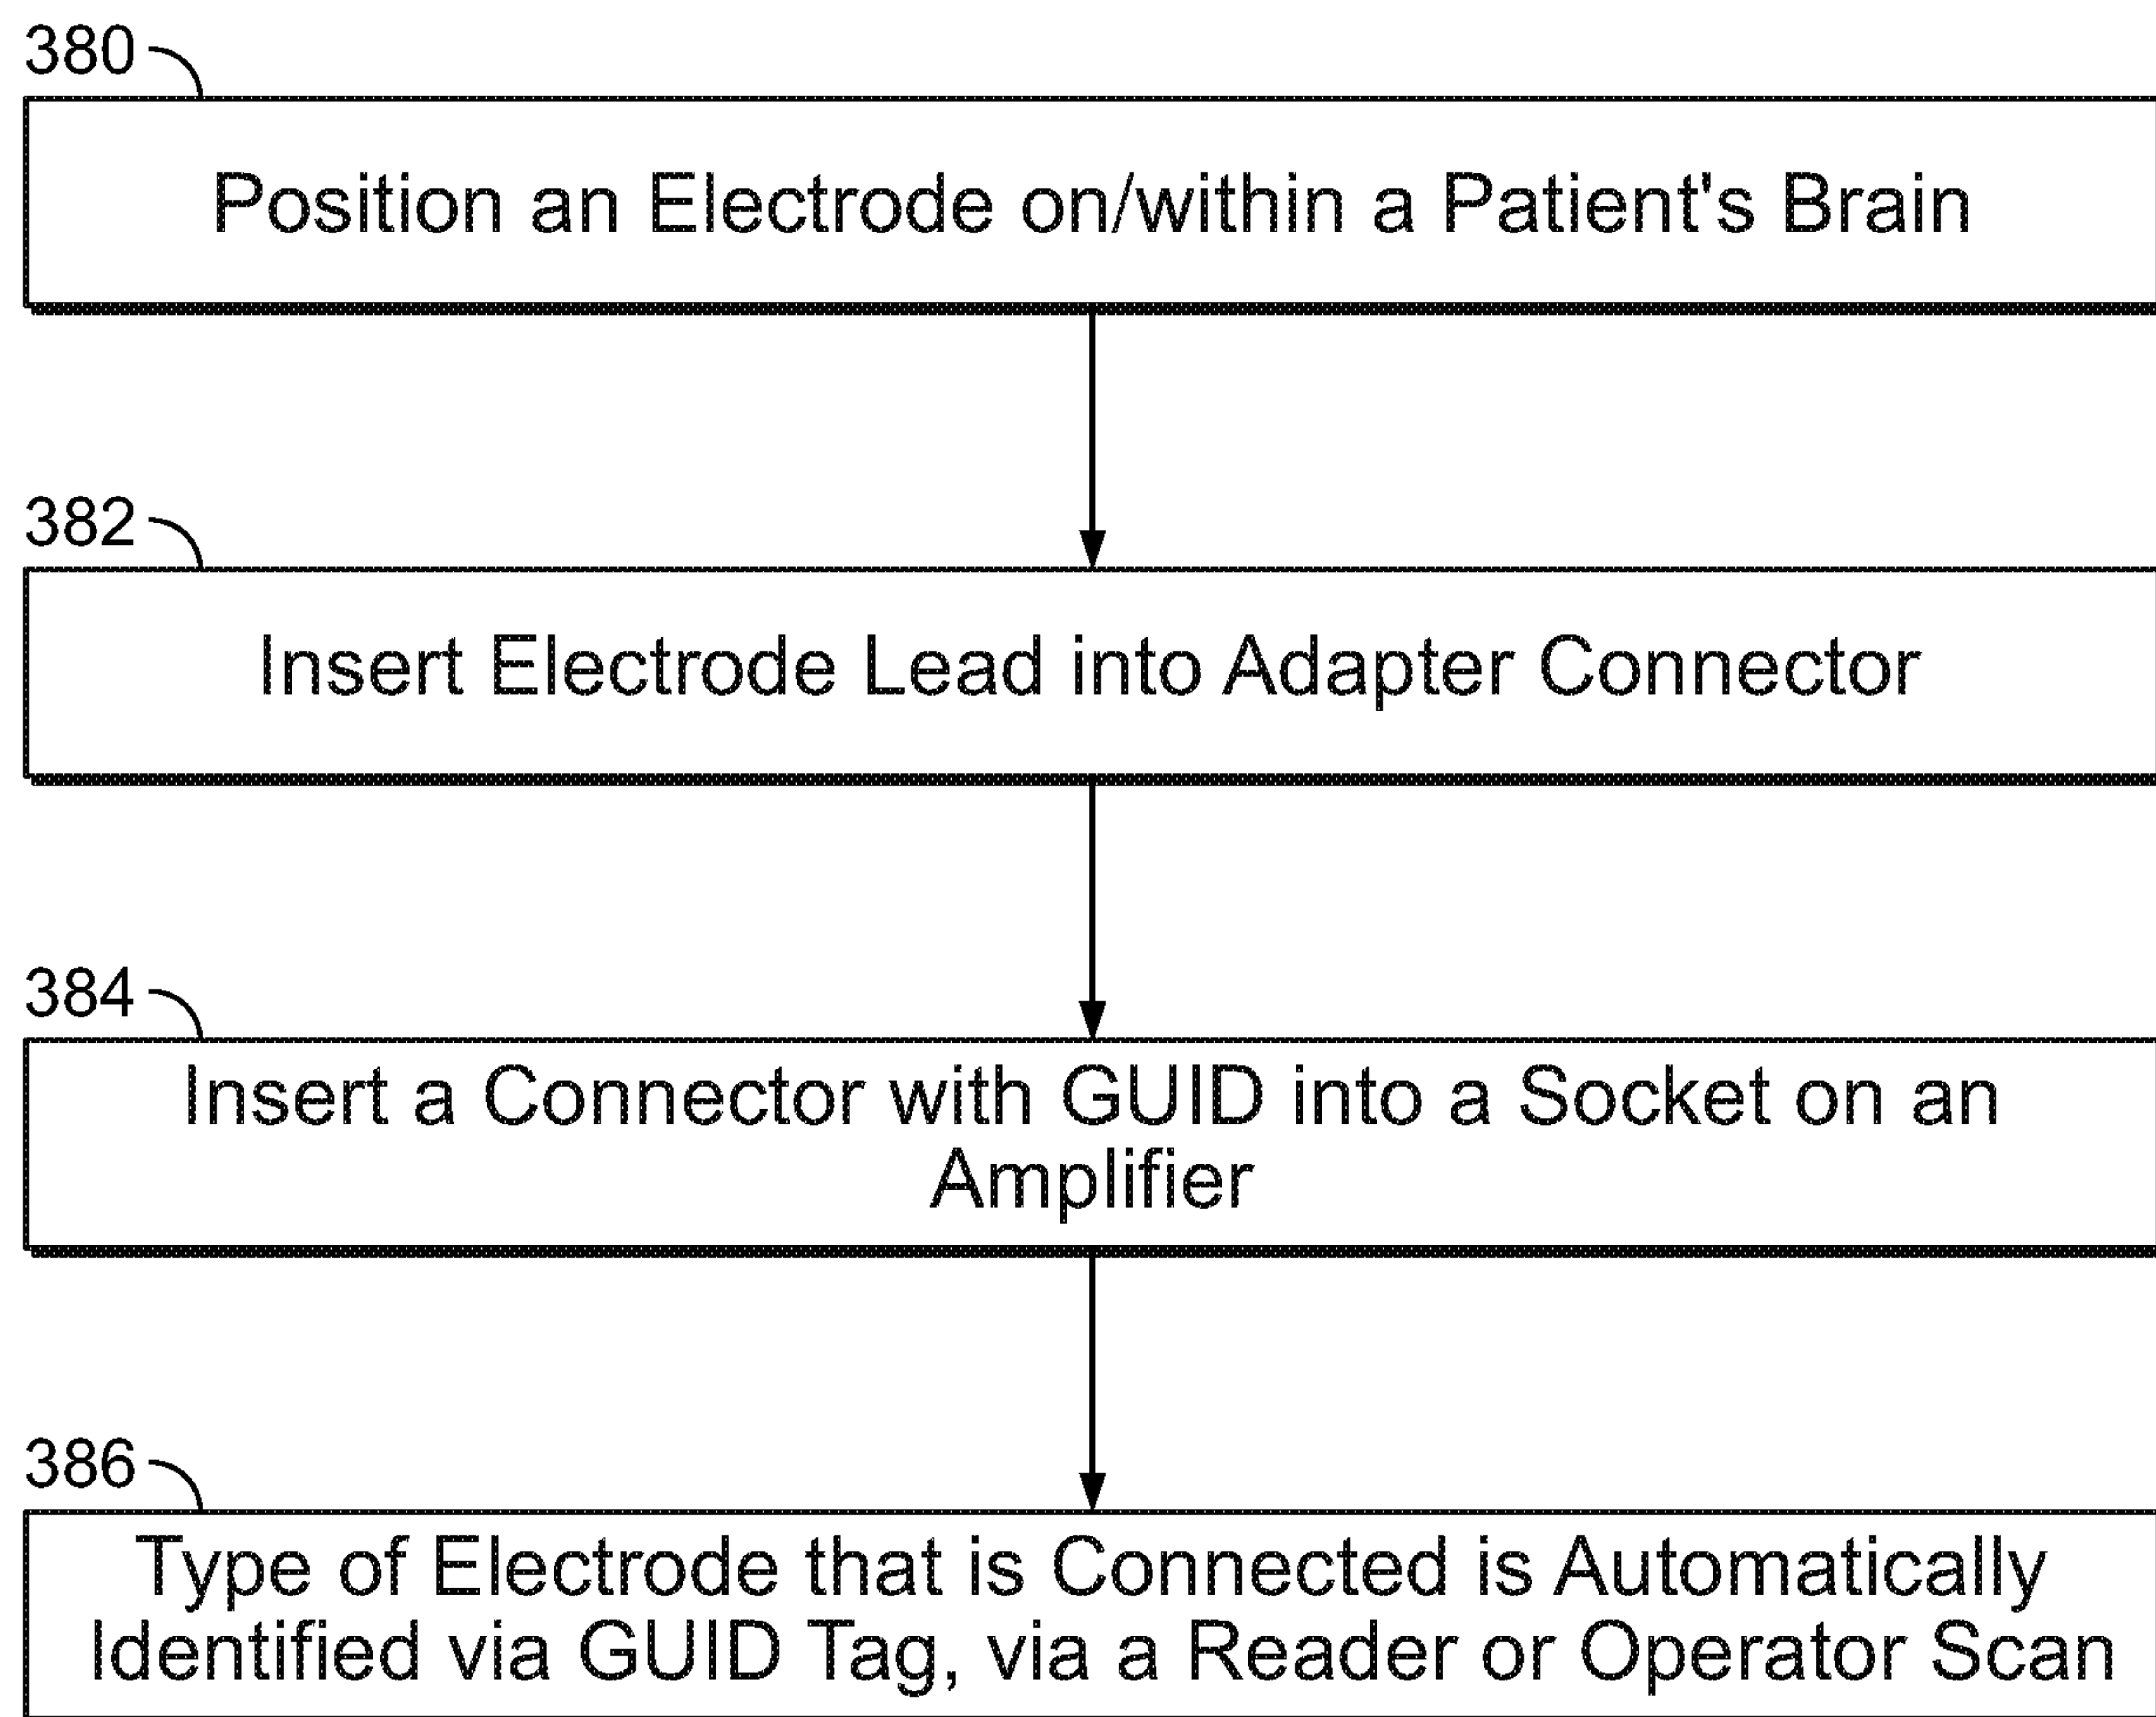 380
Position an Electrode on/within a Patient's Brain
382
Insert Electrode Lead into Adapter Connector
384
Insert a Connector with GUID into a Socket on an
Amplifier
386
Type of Electrode that is Connected is Automatically
Identified via GUID Tag, via a Reader or Operator Scan